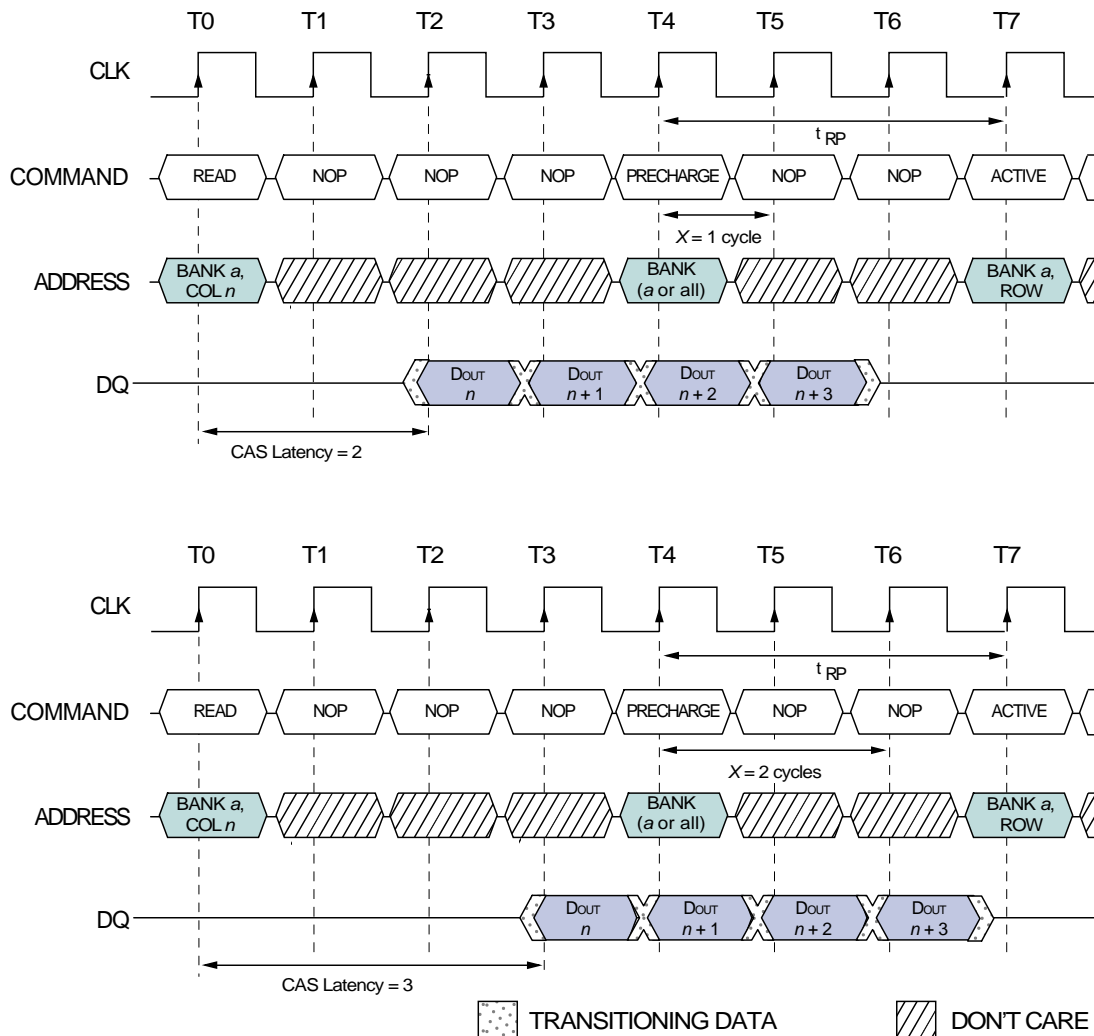 T0 T1 T2 T3 T4 T5 T6 T7
CLK
t RP
COMMAND READ NOP NOP NOP PRECHARGE NOP NOP ACTIVE
X = 1 cycle
ADDRESS BANK a, COL n BANK (a or all) BANK a, ROW
DQ DOUT n DOUT n + 1 DOUT n + 2 DOUT n + 3
CAS Latency = 2
T0 T1 T2 T3 T4 T5 T6 T7
CLK
t RP
COMMAND READ NOP NOP NOP PRECHARGE NOP NOP ACTIVE
X = 2 cycles
ADDRESS BANK a, COL n BANK (a or all) BANK a, ROW
DQ DOUT n DOUT n + 1 DOUT n + 2 DOUT n + 3
CAS Latency = 3
TRANSITIONING DATA DON'T CARE